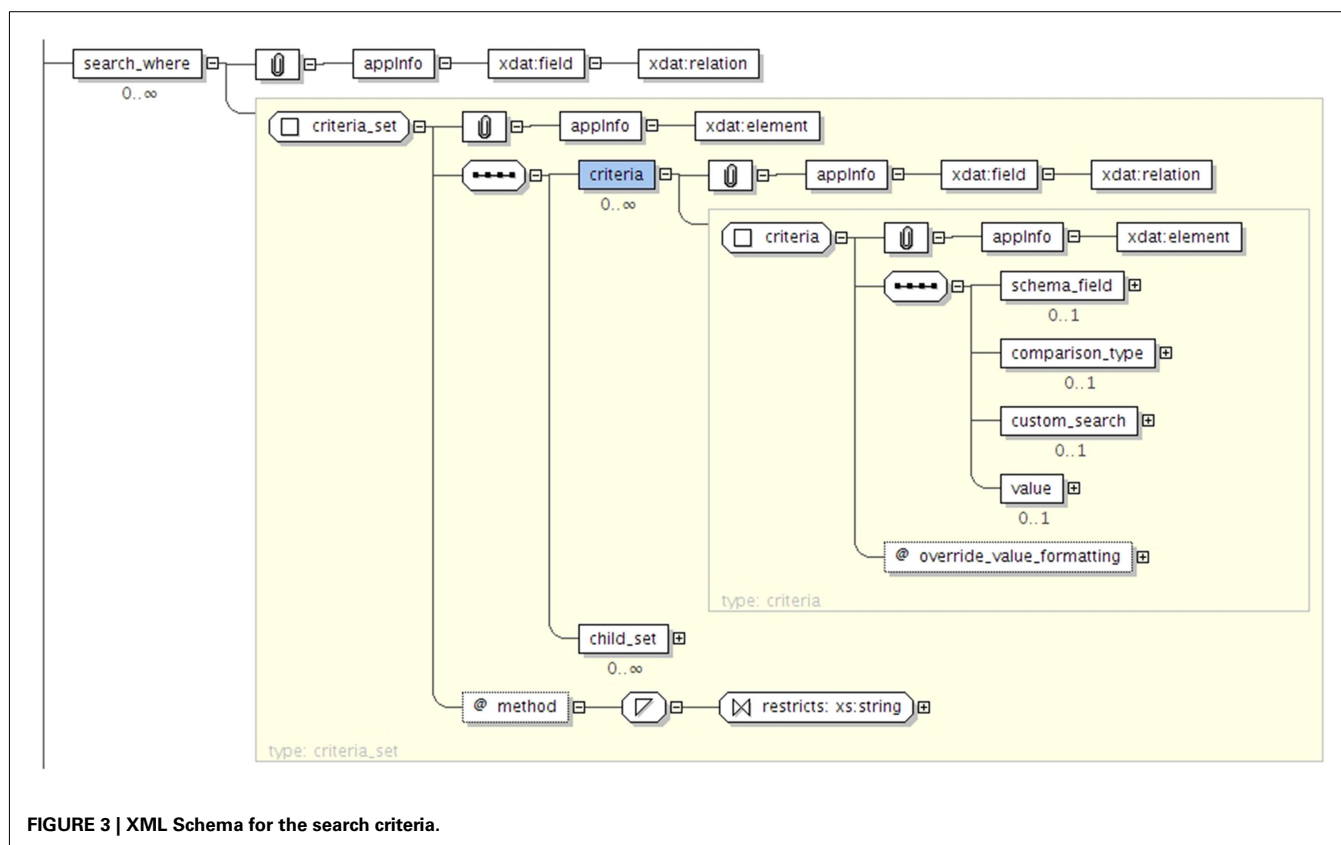 search_where
appInfo
xdat:field
xdat:relation
0..∞
criteria_set
appInfo
xdat:element
criteria
appInfo
xdat:field
xdat:relation
0..∞
criteria
appInfo
xdat:element
schema_field
0..1
comparison_type
0..1
custom_search
0..1
value
0..1
@ override_value_formatting
type: criteria
child_set
0..∞
@ method
restricts: xs:string
type: criteria_set
FIGURE 3 | XML Schema for the search criteria.